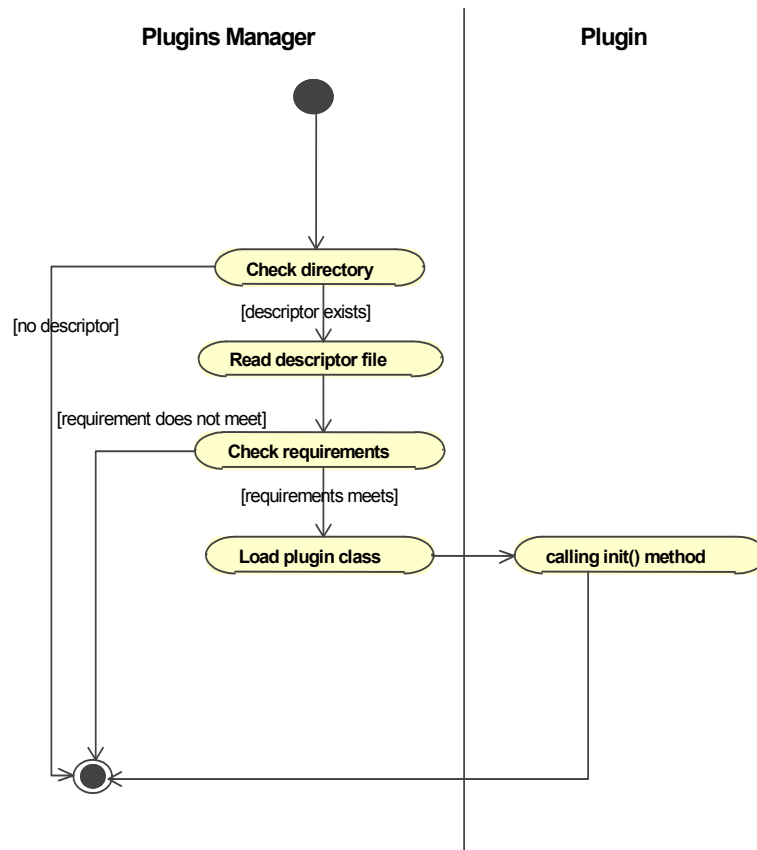 Plugins Manager
Plugin
Check directory
[descriptor exists]
[no descriptor]
Read descriptor file
[requirement does not meet]
Check requirements
[requirements meets]
Load plugin class
calling init() method